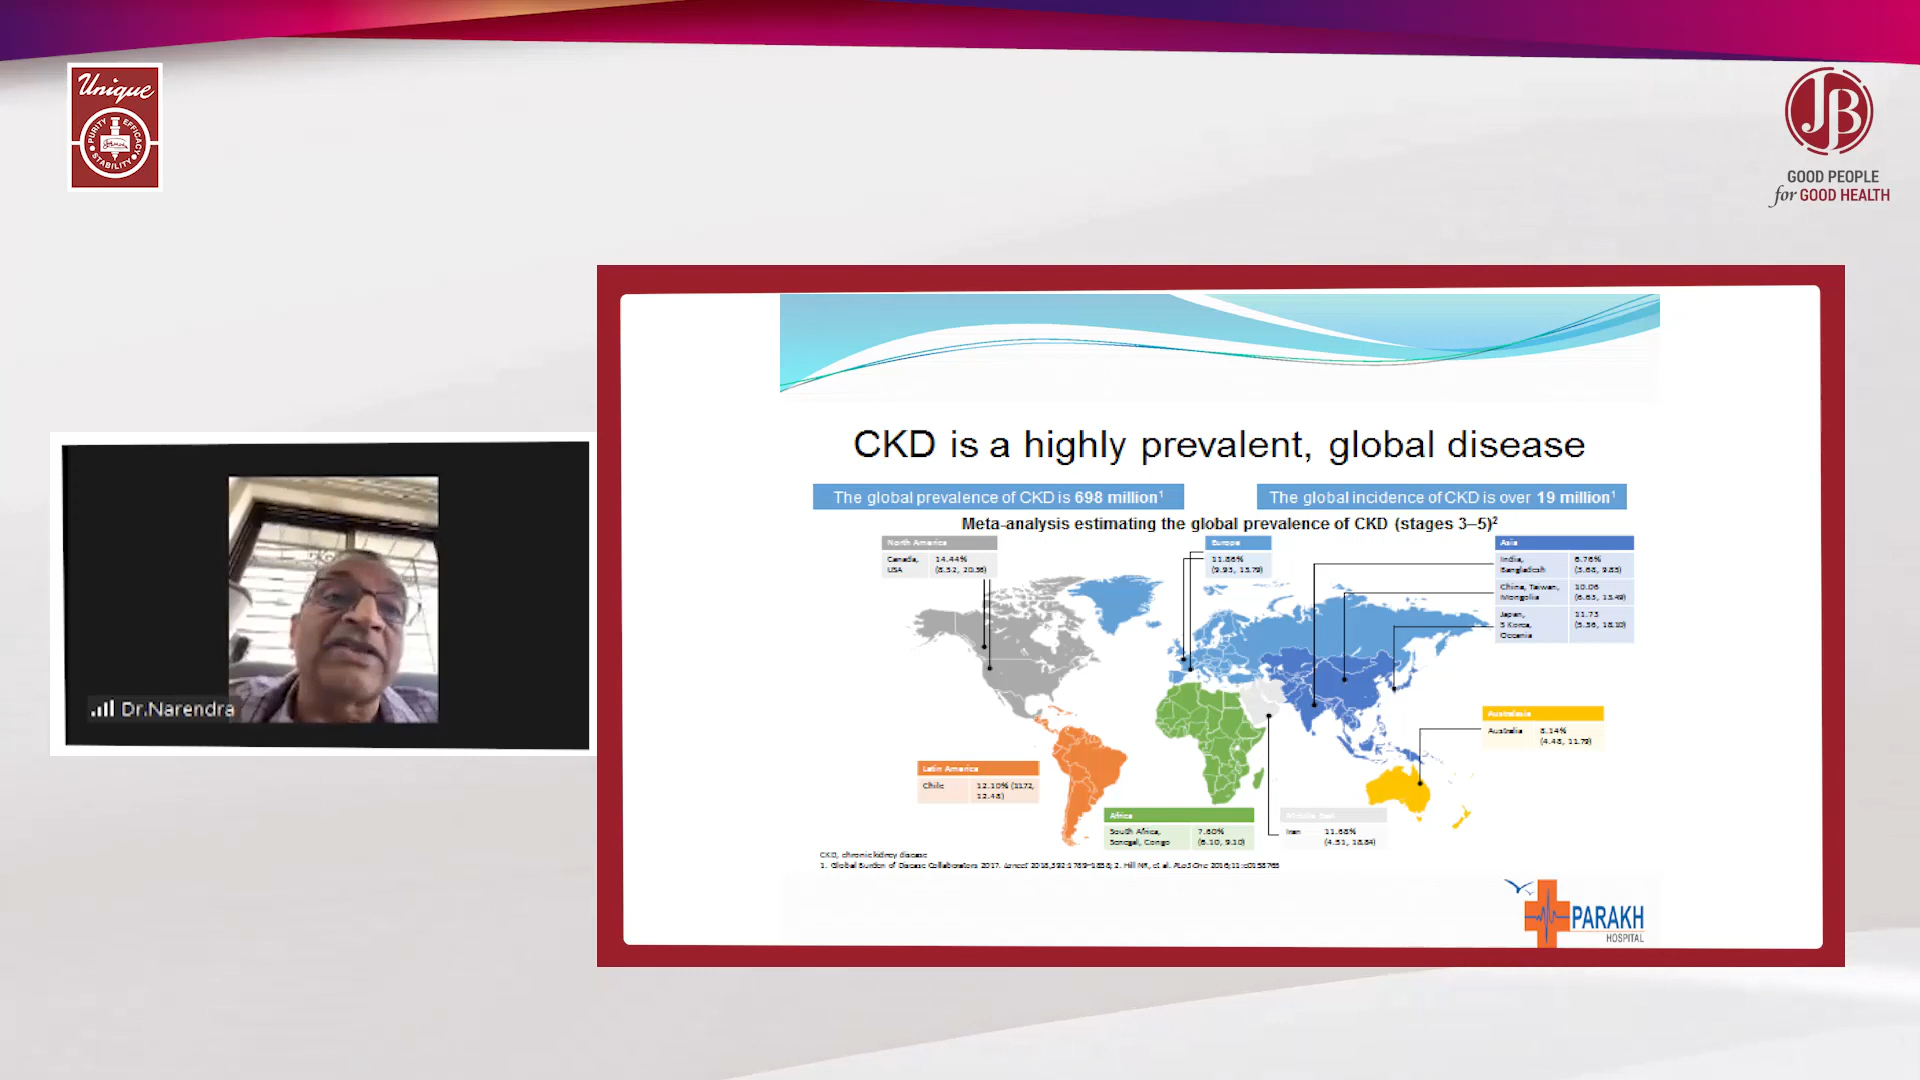 Unique
PURITY EFFICACY
STABILITY
JB
GOOD PEOPLE
for GOOD HEALTH
Dr.Narendra
CKD is a highly prevalent, global disease
The global prevalence of CKD is 698 million¹
The global incidence of CKD is over 19 million¹
Meta-analysis estimating the global prevalence of CKD (stages 3–5)²
North America
Canada, USA 14.44% (8.52, 20.36)
Europe
11.86% (9.93, 13.79)
Asia
India, Bangladesh 6.76% (3.68, 9.85)
China, Taiwan, Mongolia 10.06 (6.63, 13.49)
Japan, S Korea, Oceania 11.73 (5.36, 18.10)
Australasia
Australia 8.14% (4.48, 11.79)
Latin America
Chile 12.10% (11.72, 12.48)
Africa
South Africa, Senegal, Congo 7.60% (6.10, 9.10)
Middle East
Iran 11.68% (4.51, 18.84)
CKD, chronic kidney disease
1. Global Burden of Disease Collaborators 2017. Lancet 2018;392:1789–1858; 2. Hill NR, et al. PLoS One 2016;11:e0158765
PARAKH
HOSPITAL